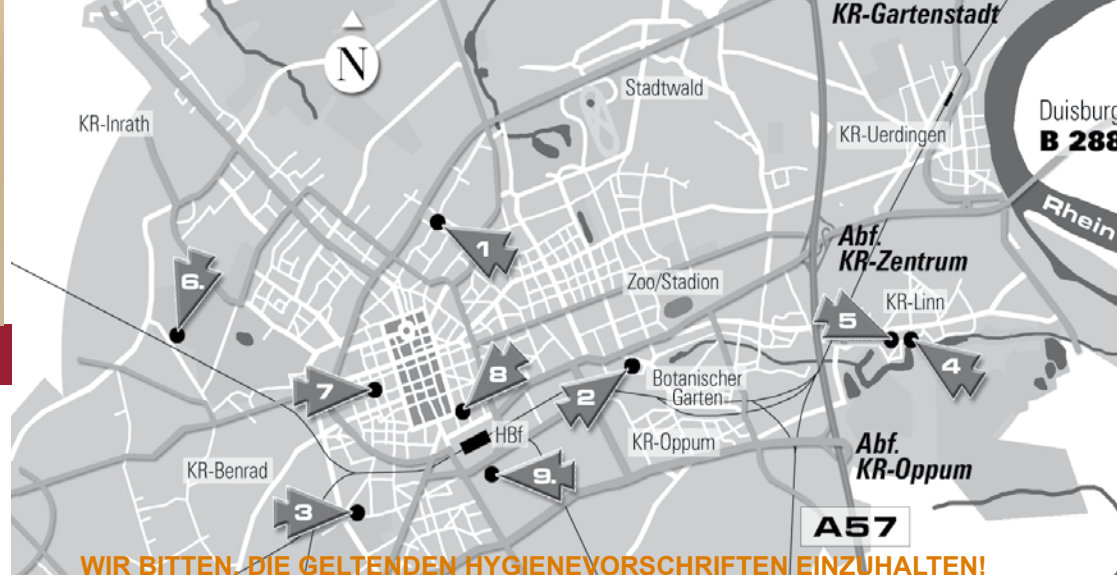 KR-Gartenstadt
N
Stadtwald
Duisburg
B 288
KR-Inrath
KR-Uerdingen
Rhein
1
Abf.
KR-Zentrum
6.
Zoo/Stadion
KR-Linn
5
4
8
7
2
Botanischer
Garten
HBf
KR-Oppum
Abf.
KR-Oppum
KR-Benrad
9.
3
A57
WIR BITTEN, DIE GELTENDEN HYGIENEVORSCHRIFTEN EINZUHALTEN!